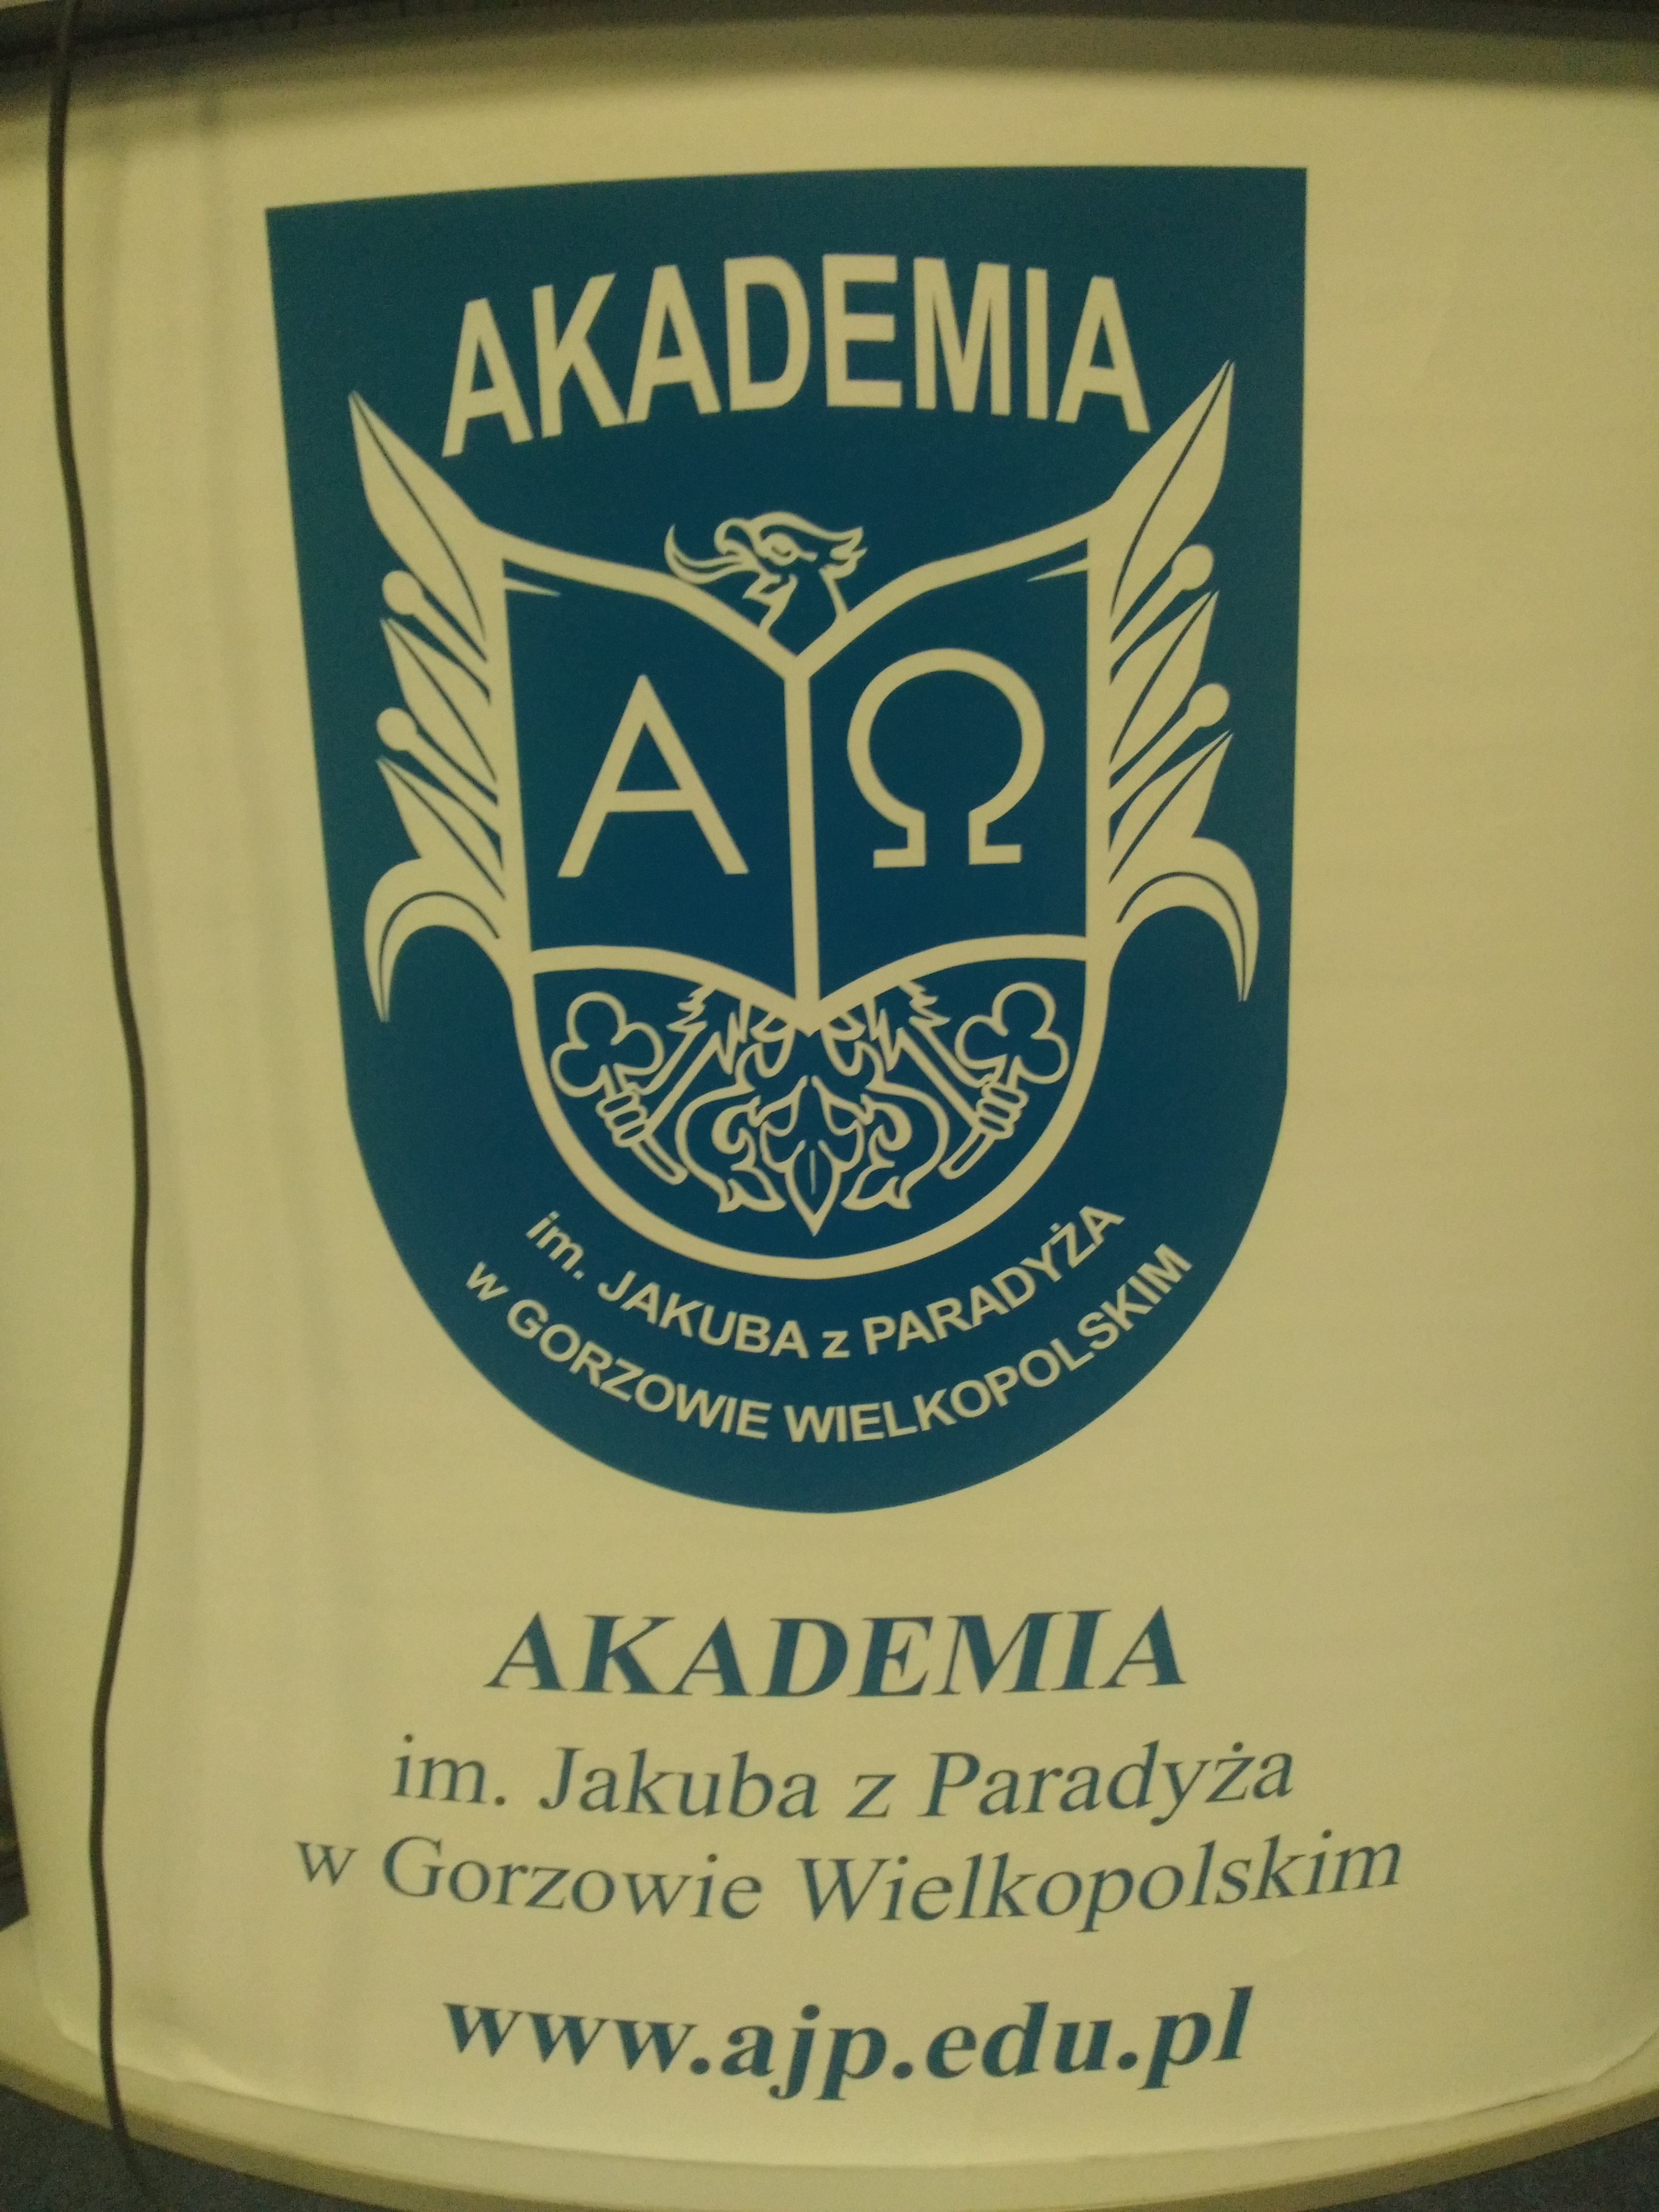 AKADEMIA
Α Ω
im. JAKUBA z PARADYŻA
w GORZOWIE WIELKOPOLSKIM
AKADEMIA
im. Jakuba z Paradyża
w Gorzowie Wielkopolskim
www.ajp.edu.pl